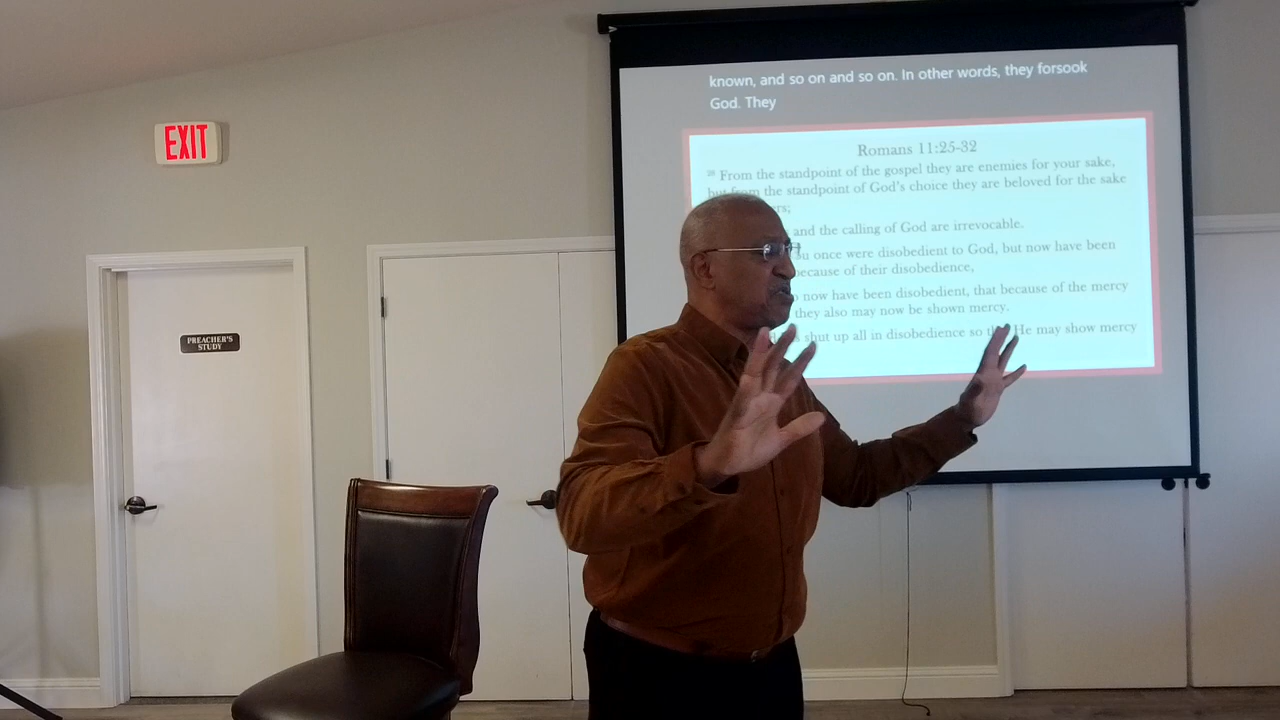 EXIT
PREACHER'S
STUDY
known, and so on and so on. In other words, they forsook
God. They
Romans 11:25-32
28 From the standpoint of the gospel they are enemies for your sake,
but from the standpoint of God's choice they are beloved for the sake
and the calling of God are irrevocable.
once were disobedient to God, but now have been
because of their disobedience,
now have been disobedient, that because of the mercy
they also may now be shown mercy.
shut up all in disobedience so that He may show mercy